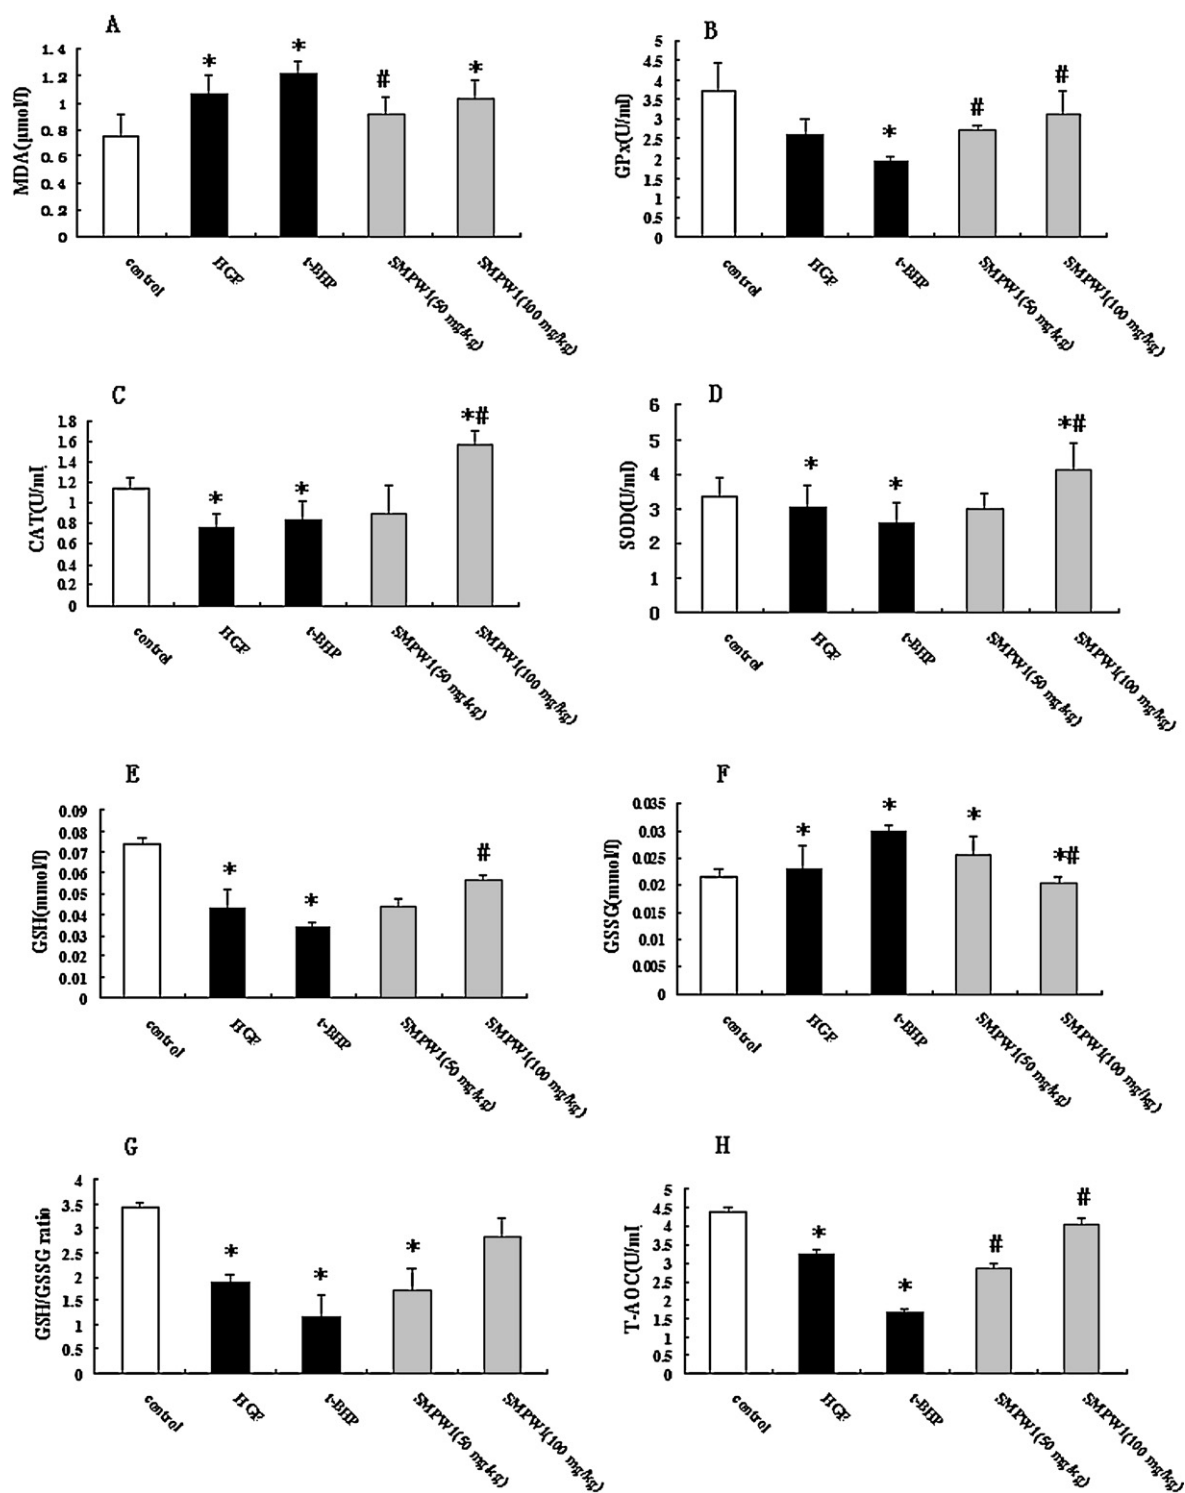 A
MDA(μmol/l)
1.4
1.2
1
0.8
0.6
0.4
0.2
0
*
*
#
*
control
HGF
t-BHP
SMPW1(50 mg/kg)
SMPW1(100 mg/kg)
B
GPx(U/ml)
5
4.5
4
3.5
3
2.5
2
1.5
1
0.5
0
*
#
#
control
HGF
t-BHP
SMPW1(50 mg/kg)
SMPW1(100 mg/kg)
C
CAT(U/ml)
1.8
1.6
1.4
1.2
1
0.8
0.6
0.4
0.2
0
*
*
*#
control
HGF
t-BHP
SMPW1(50 mg/kg)
SMPW1(100 mg/kg)
D
SOD(U/ml)
6
5
4
3
2
1
0
*
*
*#
control
HGF
t-BHP
SMPW1(50 mg/kg)
SMPW1(100 mg/kg)
E
GSH(mmol/l)
0.09
0.08
0.07
0.06
0.05
0.04
0.03
0.02
0.01
0
*
*
#
control
HGF
t-BHP
SMPW1(50 mg/kg)
SMPW1(100 mg/kg)
F
GSSG(mmol/l)
0.035
0.03
0.025
0.02
0.015
0.01
0.005
0
*
*
*
*#
control
HGF
t-BHP
SMPW1(50 mg/kg)
SMPW1(100 mg/kg)
G
GSH/GSSG ratio
4
3.5
3
2.5
2
1.5
1
0.5
0
*
*
*
control
HGF
t-BHP
SMPW1(50 mg/kg)
SMPW1(100 mg/kg)
H
T-AOC(U/ml)
5
4.5
4
3.5
3
2.5
2
1.5
1
0.5
0
*
*
#
#
control
HGF
t-BHP
SMPW1(50 mg/kg)
SMPW1(100 mg/kg)